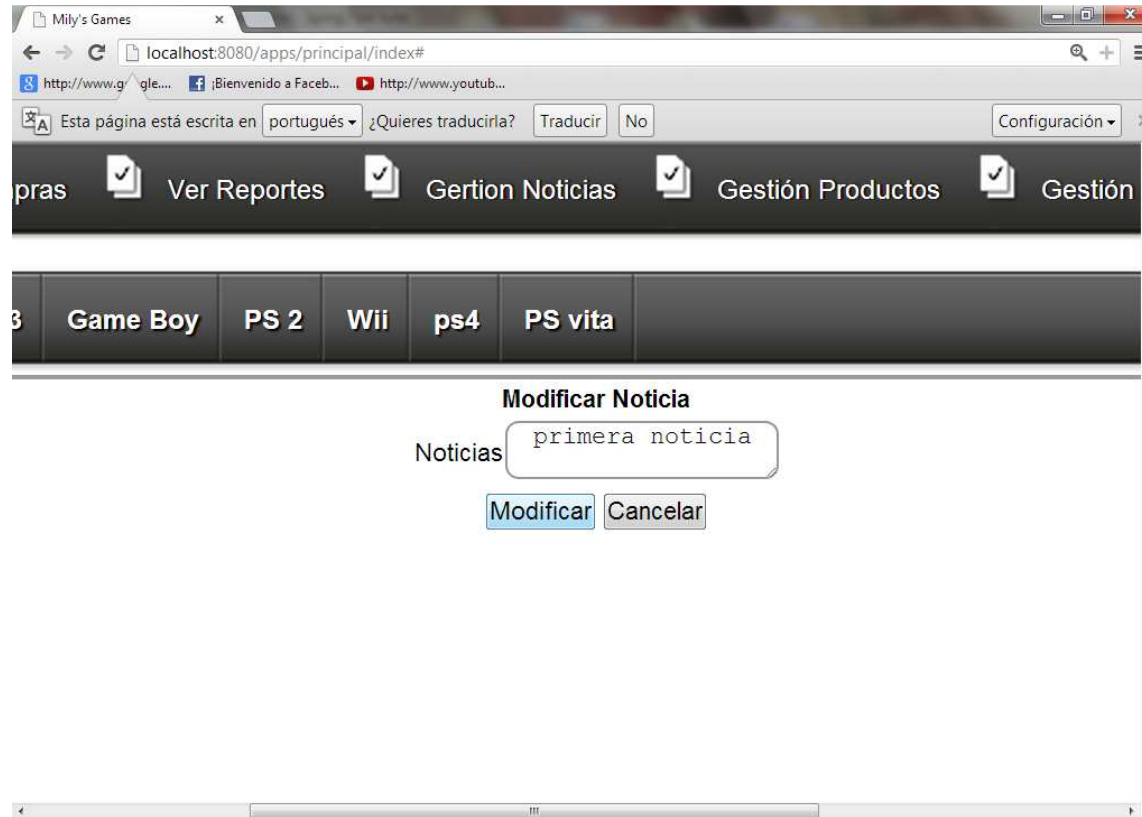 Mily's Games
localhost:8080/apps/principal/index#
http://www.g gle.... ¡Bienvenido a Faceb... http://www.youtub...
Esta página está escrita en portugués ¿Quieres traducirla? Traducir No Configuración
pras Ver Reportes Gertion Noticias Gestión Productos Gestión
3 Game Boy PS 2 Wii ps4 PS vita
Modificar Noticia
Noticias primera noticia
Modificar Cancelar